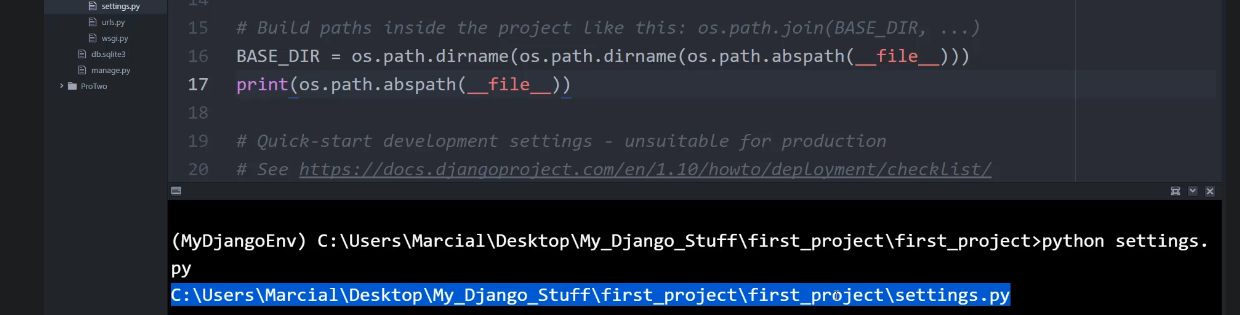 settings.py
urls.py
wsgi.py
db.sqlite3
manage.py
ProTwo
14
15 # Build paths inside the project like this: os.path.join(BASE_DIR, ...)
16 BASE_DIR = os.path.dirname(os.path.dirname(os.path.abspath(__file__)))
17 print(os.path.abspath(__file__))
18
19 # Quick-start development settings - unsuitable for production
20 # See https://docs.djangoproject.com/en/1.10/howto/deployment/checklist/
(MyDjangoEnv) C:\Users\Marcial\Desktop\My_Django_Stuff\first_project\first_project>python settings.
py
C:\Users\Marcial\Desktop\My_Django_Stuff\first_project\first_project\settings.py